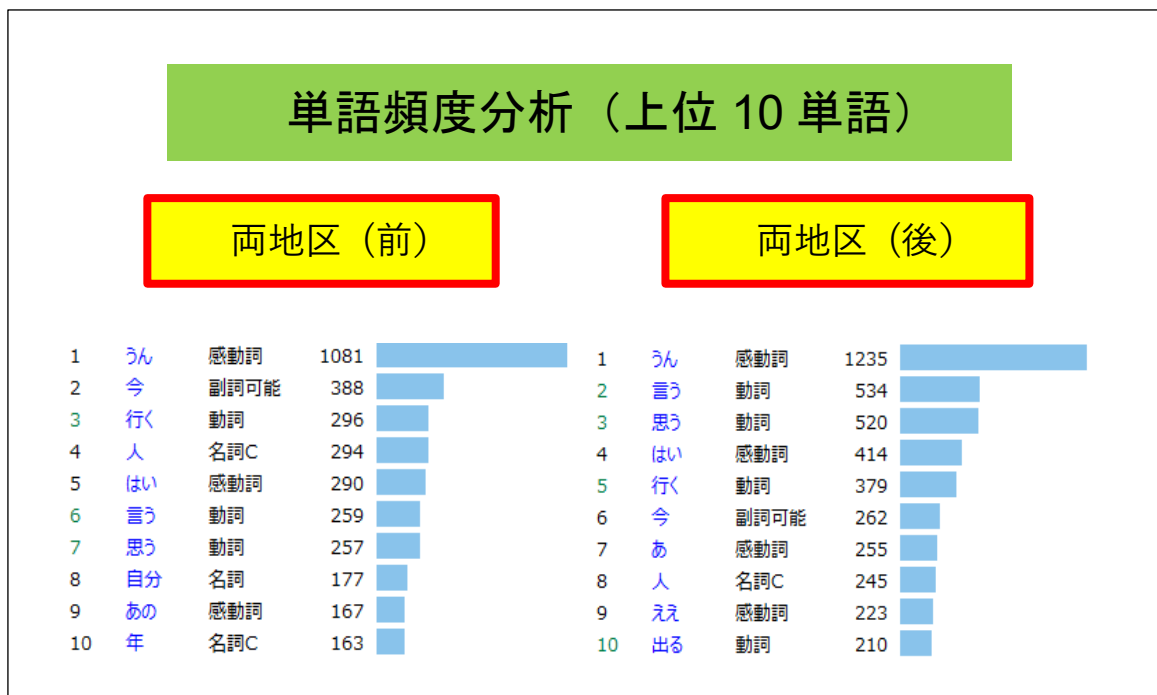 単語頻度分析（上位 10 単語）
両地区（前）
両地区（後）
1 うん 感動詞 1081
2 今 副詞可能 388
3 行く 動詞 296
4 人 名詞C 294
5 はい 感動詞 290
6 言う 動詞 259
7 思う 動詞 257
8 自分 名詞 177
9 あの 感動詞 167
10 年 名詞C 163
1 うん 感動詞 1235
2 言う 動詞 534
3 思う 動詞 520
4 はい 感動詞 414
5 行く 動詞 379
6 今 副詞可能 262
7 あ 感動詞 255
8 人 名詞C 245
9 ええ 感動詞 223
10 出る 動詞 210